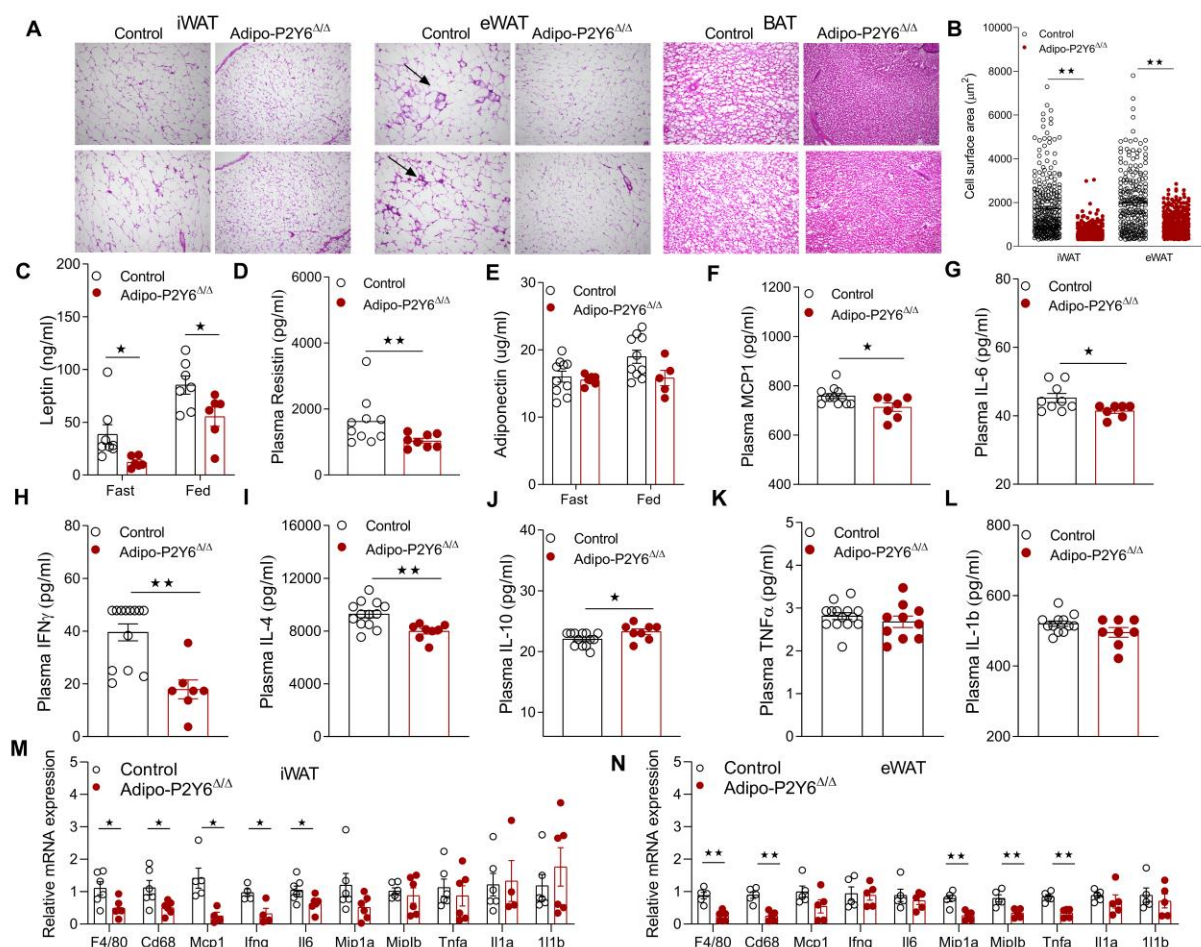 A iWAT eWAT BAT
Control Adipo-P2Y6Δ/Δ Control Adipo-P2Y6Δ/Δ Control Adipo-P2Y6Δ/Δ
B
Control
Adipo-P2Y6Δ/Δ
Cell surface area (μm2)
10000
8000
6000
4000
2000
0
★★ ★★
iWAT eWAT
C
Control
Adipo-P2Y6Δ/Δ
Leptin (ng/ml)
200
150
100
50
0
★ ★
Fast Fed
D
Control
Adipo-P2Y6Δ/Δ
Plasma Resistin (pg/ml)
6000
4000
2000
0
★★
E
Control
Adipo-P2Y6Δ/Δ
Adiponectin (ug/ml)
30
20
10
0
Fast Fed
F
Control
Adipo-P2Y6Δ/Δ
Plasma MCP1 (pg/ml)
1200
1000
800
600
400
★
G
Control
Adipo-P2Y6Δ/Δ
Plasma IL-6 (pg/ml)
80
60
40
20
★
H
Control
Adipo-P2Y6Δ/Δ
Plasma IFNγ (pg/ml)
80
60
40
20
0
★★
I
Control
Adipo-P2Y6Δ/Δ
Plasma IL-4 (pg/ml)
16000
12000
8000
4000
0
★★
J
Control
Adipo-P2Y6Δ/Δ
Plasma IL-10 (pg/ml)
40
30
20
★
K
Control
Adipo-P2Y6Δ/Δ
Plasma TNFα (pg/ml)
5
4
3
2
1
0
L
Control
Adipo-P2Y6Δ/Δ
Plasma IL-1b (pg/ml)
800
600
400
200
M
Control
Adipo-P2Y6Δ/Δ
iWAT
Relative mRNA expression
5
4
3
2
1
0
★ ★ ★ ★ ★
F4/80 Cd68 Mcp1 Ifng Il6 Mip1a MipIb Tnfa Il1a 1l1b
N
Control
Adipo-P2Y6Δ/Δ
eWAT
Relative mRNA expression
5
4
3
2
1
0
★★ ★★ ★★ ★★ ★★
F4/80 Cd68 Mcp1 Ifng Il6 Mip1a MipIb Tnfa Il1a 1l1b